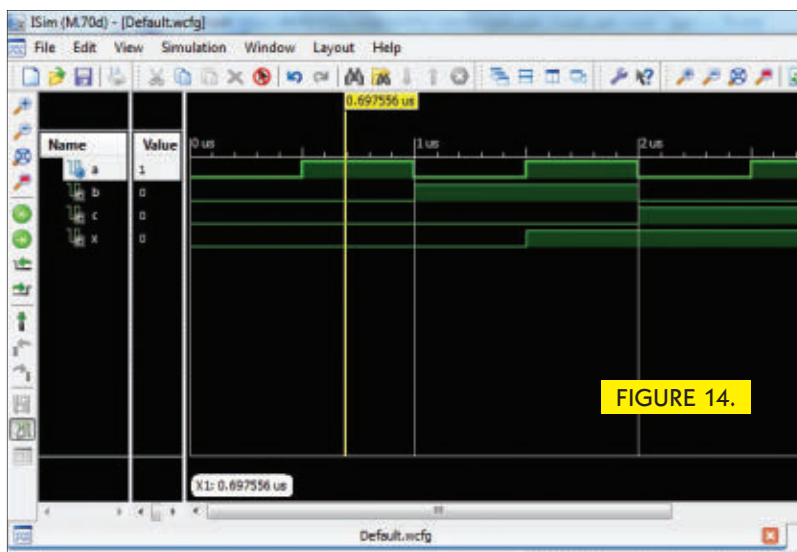 ISim (M.70d) - [Default.wcfg]
File Edit View Simulation Window Layout Help
0.697556 us
Name Value
0 us 1 us 2 us
a 1
b 0
c 0
x 0
FIGURE 14.
X1: 0.697556 us
Default.wcfg